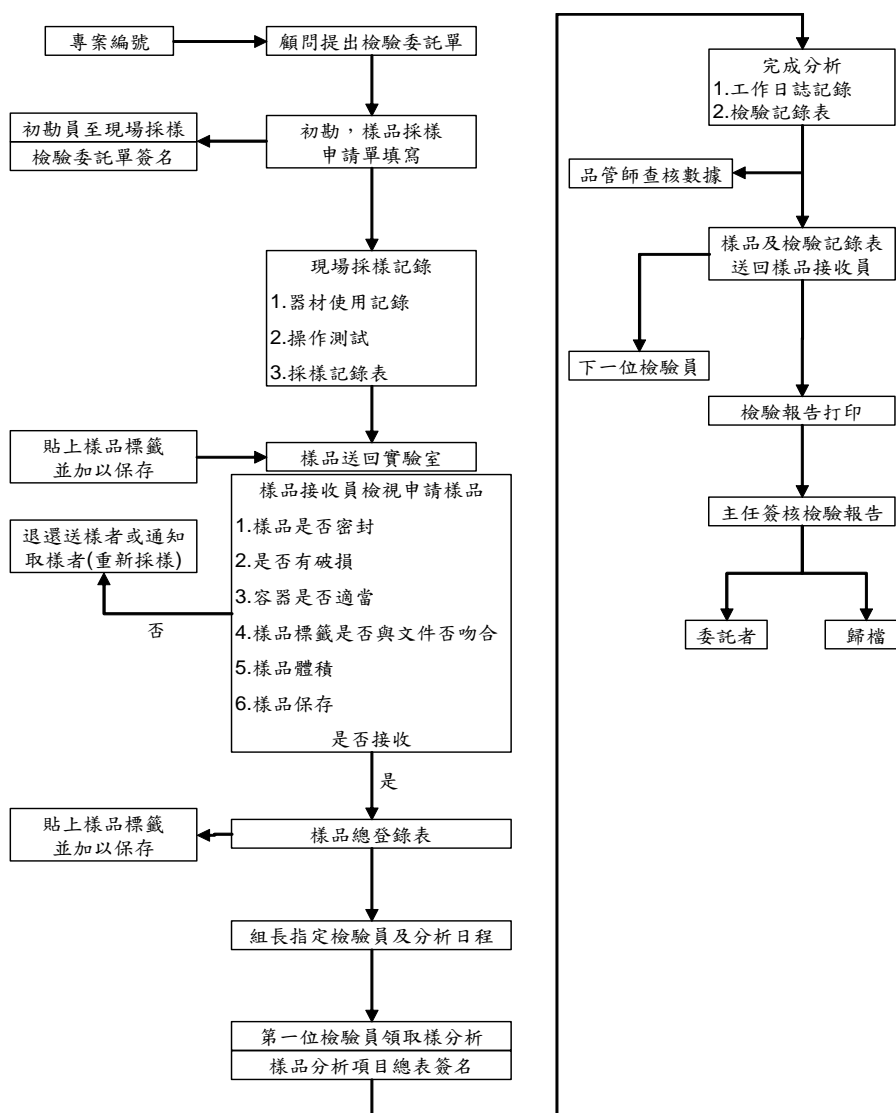 專案編號
顧問提出檢驗委託單
初勘員至現場採樣
檢驗委託單簽名
初勘，樣品採樣
申請單填寫
現場採樣記錄
1.器材使用記錄
2.操作測試
3.採樣記錄表
貼上樣品標籤
並加以保存
樣品送回實驗室
樣品接收員檢視申請樣品
1.樣品是否密封
2.是否有破損
3.容器是否適當
4.樣品標籤是否與文件否吻合
5.樣品體積
6.樣品保存
是否接收
退還送樣者或通知
取樣者(重新採樣)
否
是
貼上樣品標籤
並加以保存
樣品總登錄表
組長指定檢驗員及分析日程
第一位檢驗員領取樣分析
樣品分析項目總表簽名
完成分析
1.工作日誌記錄
2.檢驗記錄表
品管師查核數據
樣品及檢驗記錄表
送回樣品接收員
下一位檢驗員
檢驗報告打印
主任簽核檢驗報告
委託者
歸檔